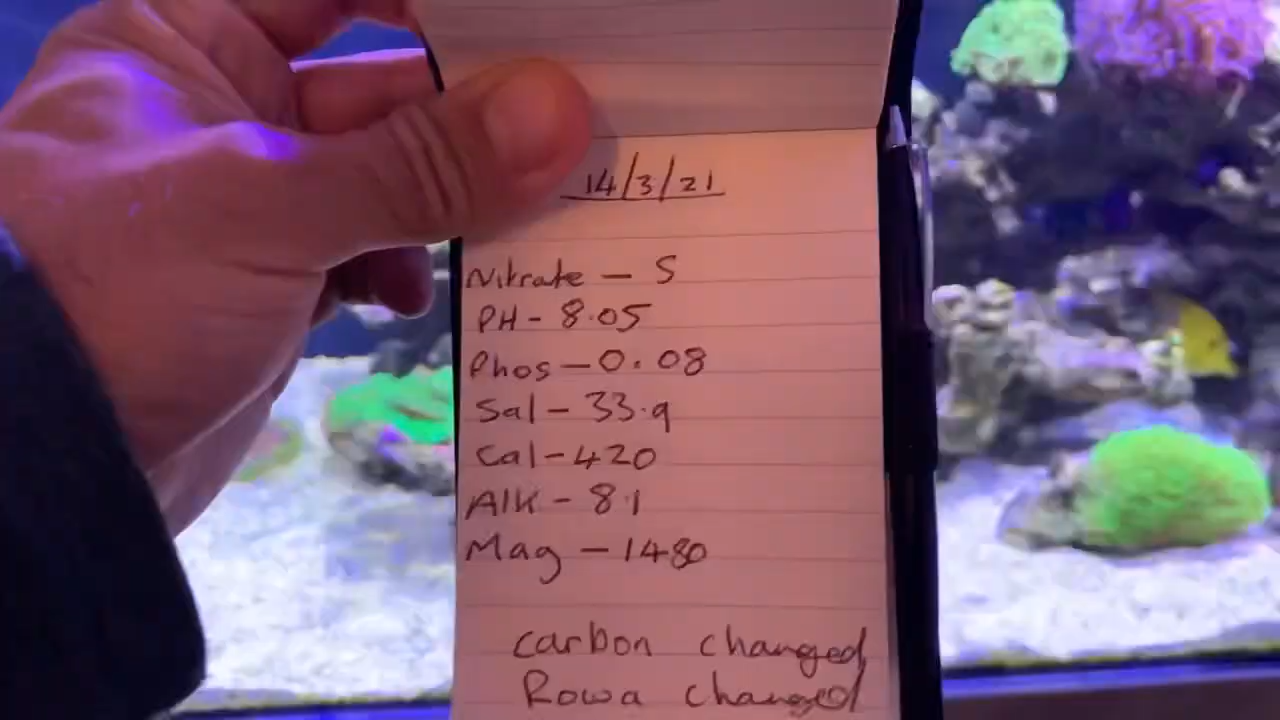 14/3/21
Nitrate - 5
PH - 8.05
Phos - 0.08
Sal - 33.9
Cal - 420
Alk - 8.1
Mag - 1480
carbon changed
Rowa changed